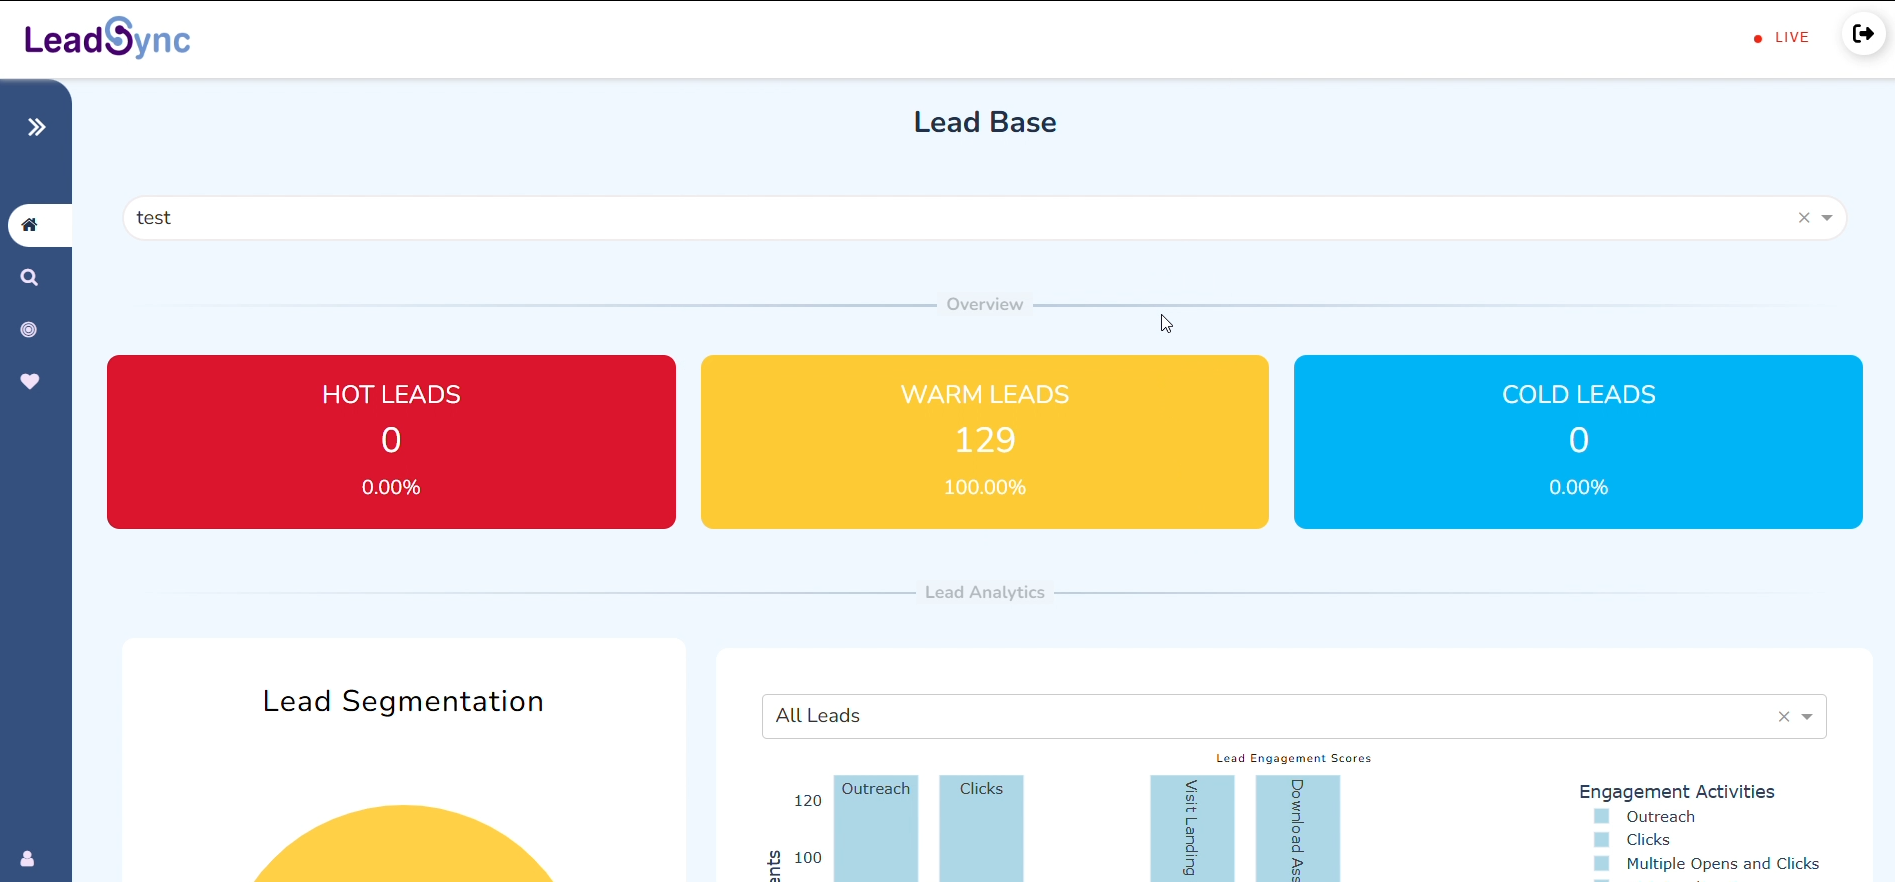 LeadSync
LIVE
Lead Base
test
Overview
HOT LEADS
0
0.00%
WARM LEADS
129
100.00%
COLD LEADS
0
0.00%
Lead Analytics
Lead Segmentation
All Leads
Lead Engagement Scores
120
100
Outreach
Clicks
Visit Landing
Download Ass
Engagement Activities
Outreach
Clicks
Multiple Opens and Clicks